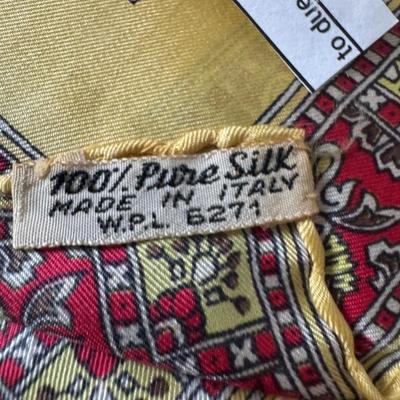 to due
100% Pure Silk
MADE IN ITALY
W.P.L. 6271